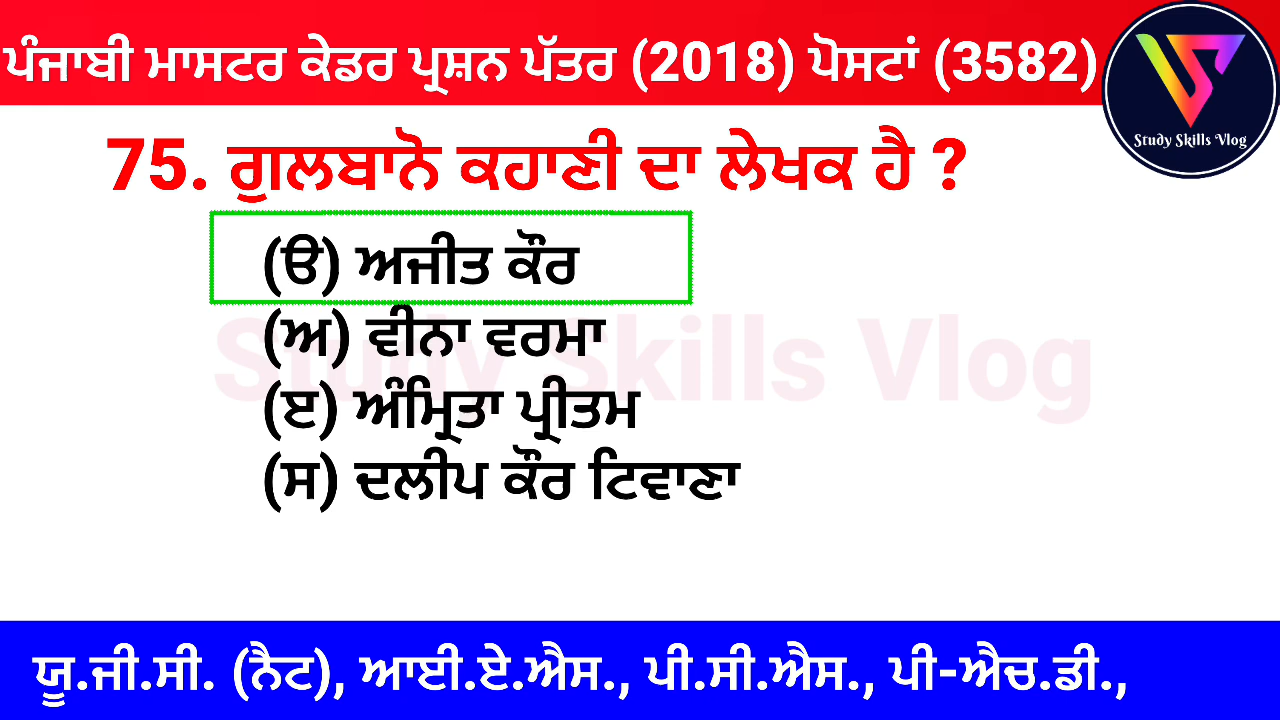 ਪੰਜਾਬੀ ਮਾਸਟਰ ਕੇਡਰ ਪ੍ਰਸ਼ਨ ਪੱਤਰ (2018) ਪੋਸਟਾਂ (3582)
Study Skills Vlog
75. ਗੁਲਬਾਨੋ ਕਹਾਣੀ ਦਾ ਲੇਖਕ ਹੈ ?
(ੳ) ਅਜੀਤ ਕੌਰ
(ਅ) ਵੀਨਾ ਵਰਮਾ
(ੲ) ਅੰਮ੍ਰਿਤਾ ਪ੍ਰੀਤਮ
(ਸ) ਦਲੀਪ ਕੌਰ ਟਿਵਾਣਾ
Study Skills Vlog
ਯੂ.ਜੀ.ਸੀ. (ਨੈਟ), ਆਈ.ਏ.ਐਸ., ਪੀ.ਸੀ.ਐਸ., ਪੀ-ਐਚ.ਡੀ.,